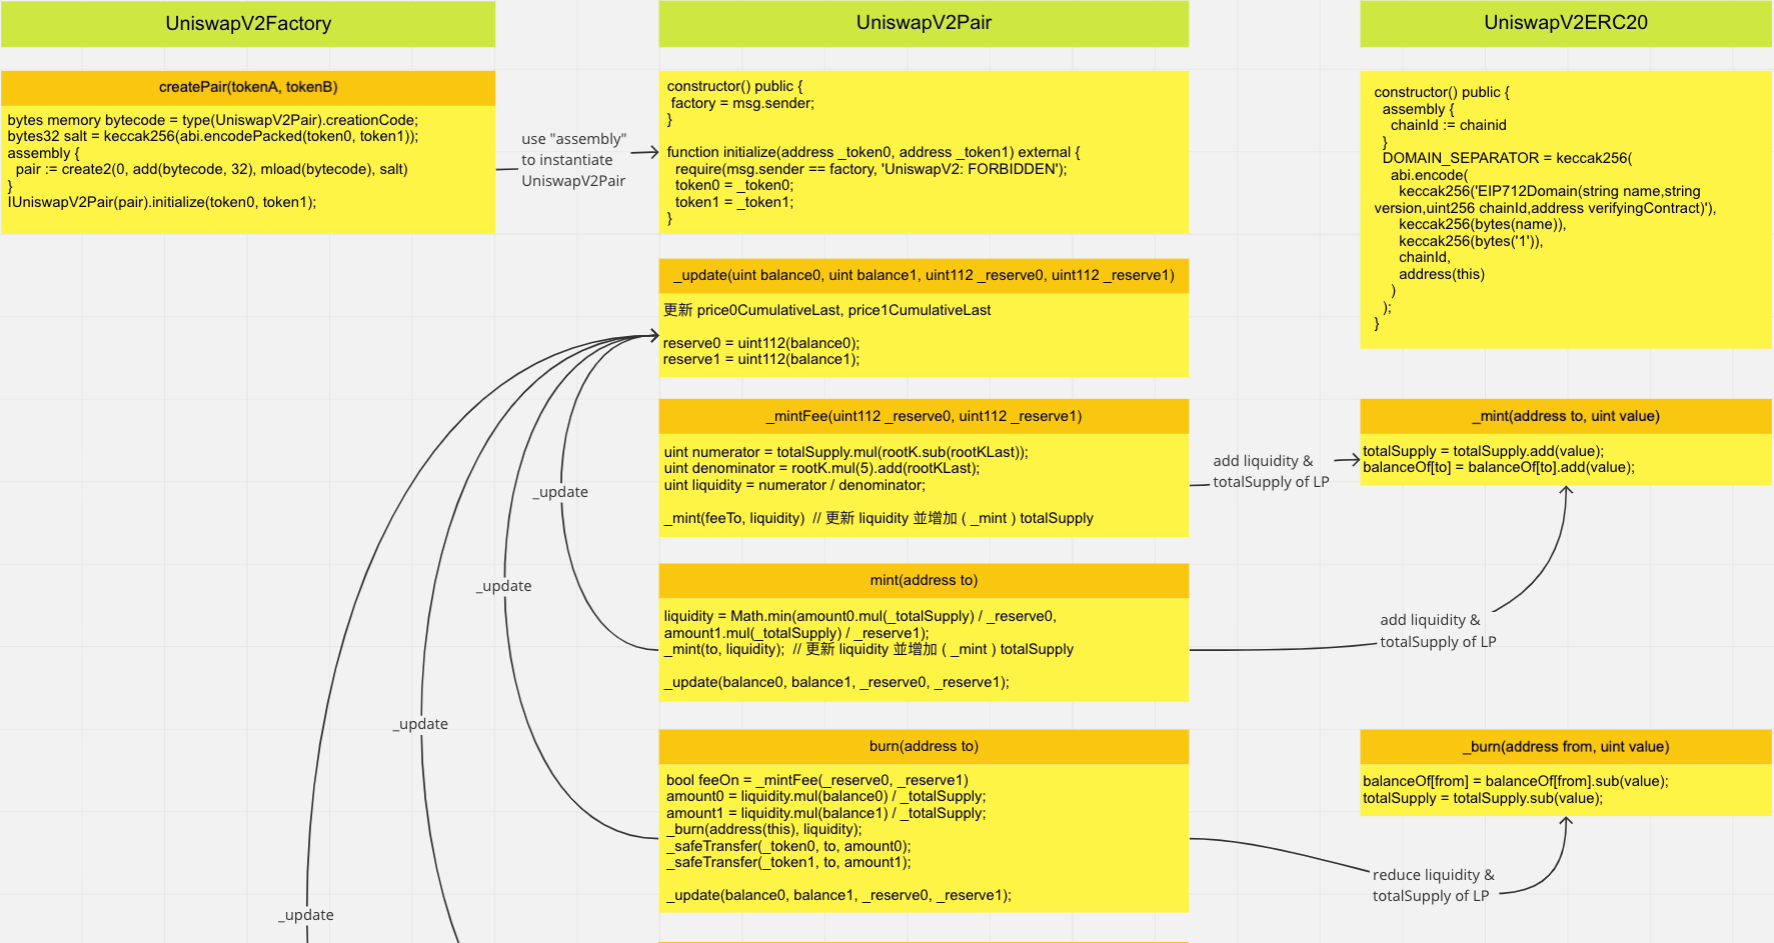 UniswapV2Factory
createPair(tokenA, tokenB)
bytes memory bytecode = type(UniswapV2Pair).creationCode;
bytes32 salt = keccak256(abi.encodePacked(token0, token1));
assembly {
pair := create2(0, add(bytecode, 32), mload(bytecode), salt)
}
IUniswapV2Pair(pair).initialize(token0, token1);
use "assembly"
to instantiate
UniswapV2Pair
UniswapV2Pair
constructor() public {
factory = msg.sender;
}
function initialize(address _token0, address _token1) external {
require(msg.sender == factory, 'UniswapV2: FORBIDDEN');
token0 = _token0;
token1 = _token1;
}
_update(uint balance0, uint balance1, uint112 _reserve0, uint112 _reserve1)
更新 price0CumulativeLast, price1CumulativeLast
reserve0 = uint112(balance0);
reserve1 = uint112(balance1);
_mintFee(uint112 _reserve0, uint112 _reserve1)
uint numerator = totalSupply.mul(rootK.sub(rootKLast));
uint denominator = rootK.mul(5).add(rootKLast);
uint liquidity = numerator / denominator;
_mint(feeTo, liquidity)  // 更新 liquidity 並增加 ( _mint ) totalSupply
mint(address to)
liquidity = Math.min(amount0.mul(_totalSupply) / _reserve0,
amount1.mul(_totalSupply) / _reserve1);
_mint(to, liquidity);  // 更新 liquidity 並增加 ( _mint ) totalSupply
_update(balance0, balance1, _reserve0, _reserve1);
burn(address to)
bool feeOn = _mintFee(_reserve0, _reserve1)
amount0 = liquidity.mul(balance0) / _totalSupply;
amount1 = liquidity.mul(balance1) / _totalSupply;
_burn(address(this), liquidity);
_safeTransfer(_token0, to, amount0);
_safeTransfer(_token1, to, amount1);
_update(balance0, balance1, _reserve0, _reserve1);
_update
_update
_update
_update
UniswapV2ERC20
constructor() public {
assembly {
chainId := chainid
}
DOMAIN_SEPARATOR = keccak256(
abi.encode(
keccak256('EIP712Domain(string name,string
version,uint256 chainId,address verifyingContract)'),
keccak256(bytes(name)),
keccak256(bytes('1')),
chainId,
address(this)
)
);
}
add liquidity &
totalSupply of LP
_mint(address to, uint value)
totalSupply = totalSupply.add(value);
balanceOf[to] = balanceOf[to].add(value);
add liquidity &
totalSupply of LP
_burn(address from, uint value)
balanceOf[from] = balanceOf[from].sub(value);
totalSupply = totalSupply.sub(value);
reduce liquidity &
totalSupply of LP